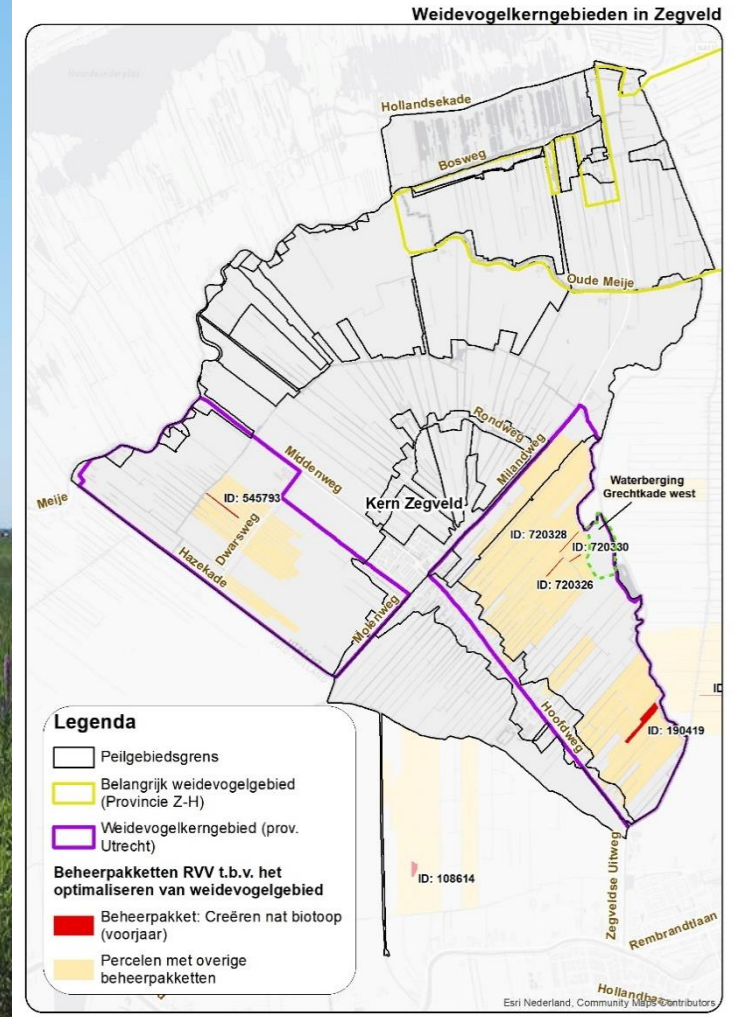 Weidevogelkerngebieden in Zegveld
Hollandsekade
Bosweg
Oude Meije
Rondweg
Milandweg
Middenweg
Kern Zegveld
Waterberging
Grechtkade west
Meije
ID: 545793
Dwarsweg
Hazekade
Molenweg
ID: 720328
ID: 720330
ID: 720326
Hoofdweg
ID: 190419
ID: 108614
Zegveldse Uitweg
Rembrandtlaan
Legenda
Peilgebiedsgrens
Belangrijk weidevogelgebied
(Provincie Z-H)
Weidevogelkerngebied (prov.
Utrecht)
Beheerpakketten RVV t.b.v. het
optimaliseren van weidevogelgebied
Beheerpakket: Creëren nat biotoop
(voorjaar)
Percelen met overige
beheerpakketten
Esri Nederland, Community Maps Contributors